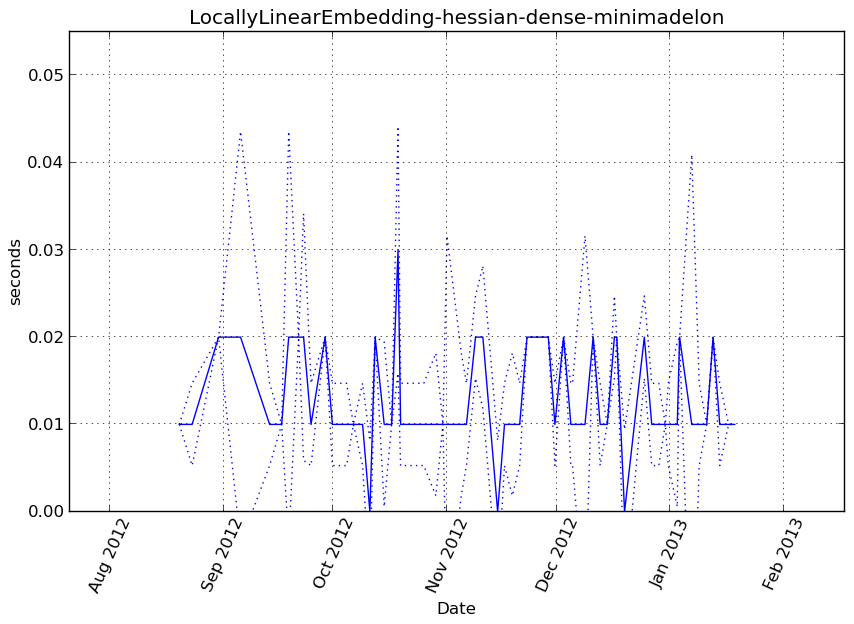 LocallyLinearEmbedding-hessian-dense-minimadelon
0.05
0.04
0.03
0.02
0.01
0.00
seconds
Aug 2012
Sep 2012
Oct 2012
Nov 2012
Dec 2012
Jan 2013
Feb 2013
Date